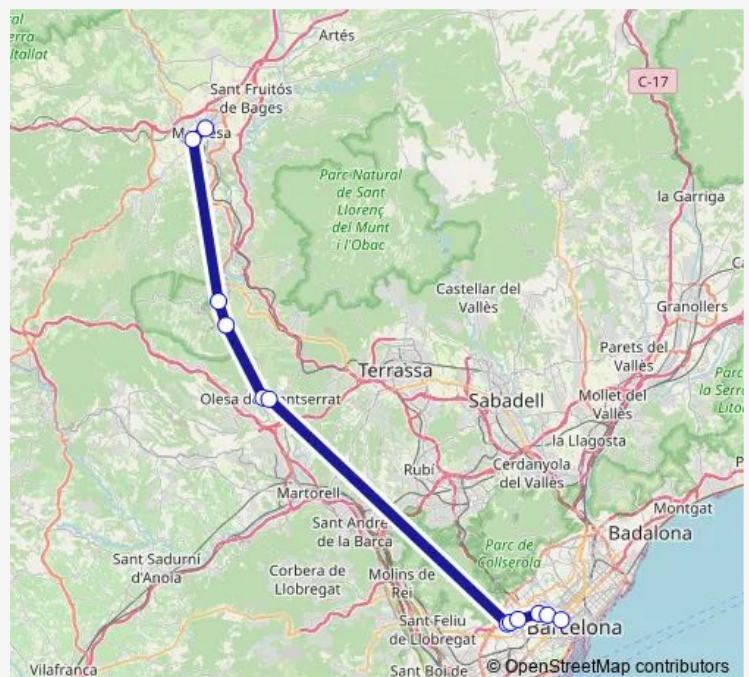 Artés
C-17
Sant Fruitós
de Bages
Parc Natural
de Sant
Llorenç
del Munt
i l'Obac
la Garriga
Castellar del
Vallès
Granollers
Parets del
Vallès
Terrassa
Olesa de
Sabadell
Mollet del
Vallès
la Llagosta
Rubí
Cerdanyola
del Vallès
Martorell
Montgat
Sant Andre
de la Barca
Badalona
Parc de
Collserola
Sant Sadurní
d'Anoia
Corbera de
Llobregat
Molins de
Rei
Sant Feliu
de Llobregat
Barcelona
Vilafranca
Sant Boi de
© OpenStreetMap contributors